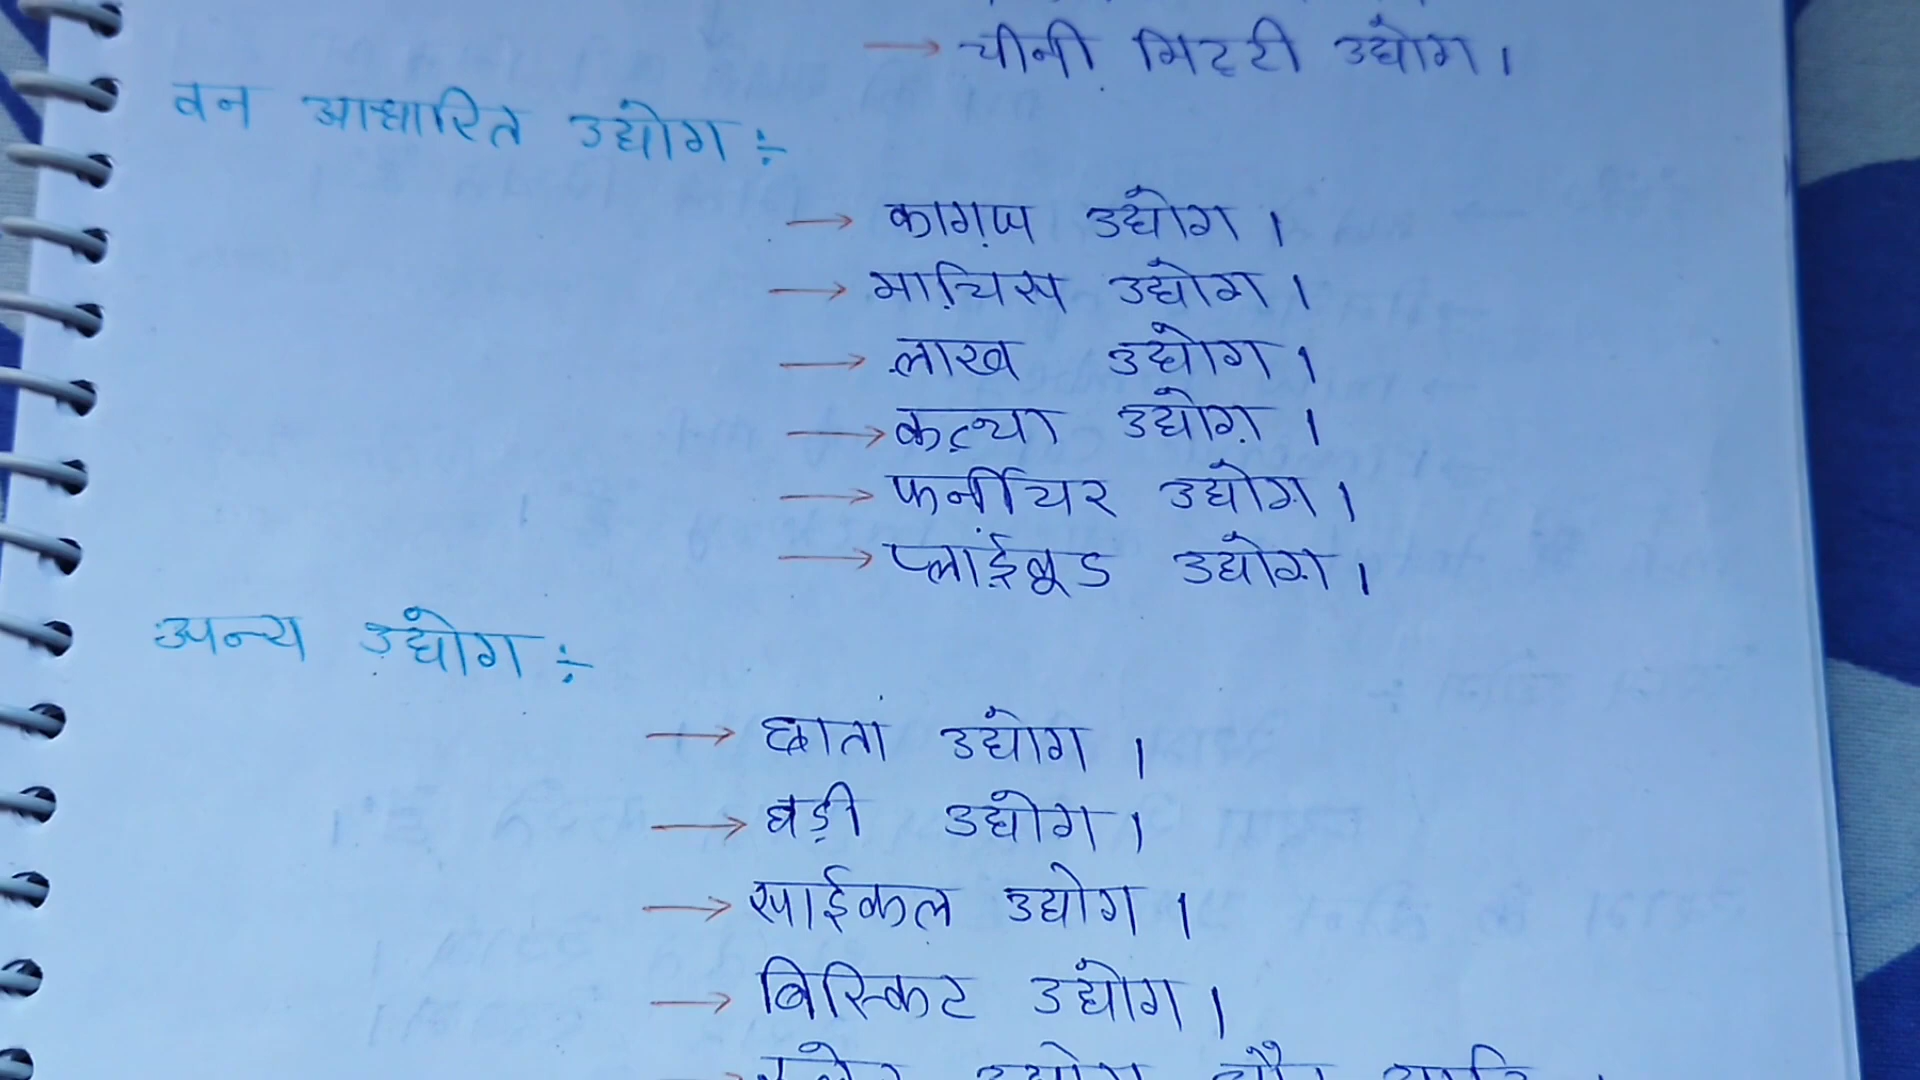 → चीनी मिट्टी उद्योग ।
वन आधारित उद्योग :-
→ कागज उद्योग ।
→ माचिस उद्योग ।
→ लाख उद्योग ।
→ कत्था उद्योग ।
→ फर्नीचर उद्योग ।
→ प्लाईवूड उद्योग ।
अन्य उद्योग :-
→ छाता उद्योग ।
→ घड़ी उद्योग ।
→ साईकल उद्योग ।
→ बिस्किट उद्योग ।